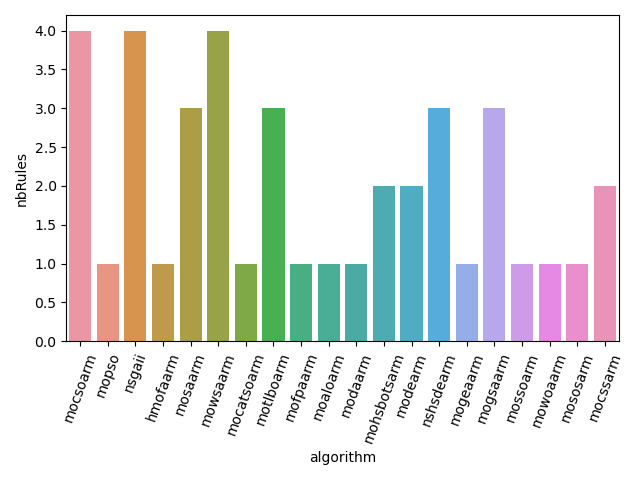 4.0
3.5
3.0
2.5
2.0
1.5
1.0
0.5
0.0
nbRules
mocsoarm
mopso
nsgaii
hmofaarm
mosaarm
mowsaarm
mocatsoarm
motlboarm
mofpaarm
moaloarm
modaarm
mohsbotsarm
modearm
nshsdearm
mogeaarm
mogsaarm
mossoarm
mowoaarm
mososarm
mocssarm
algorithm